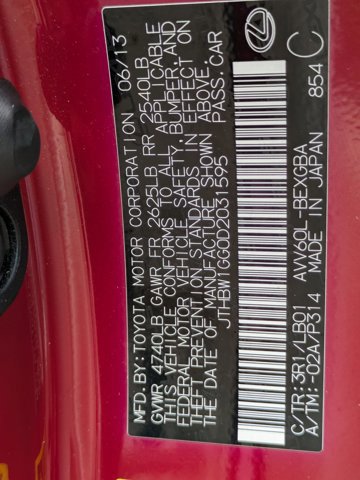 MFD.BY:TOYOTA MOTOR CORPORATION 06/13
GVWR 4740LB GAWR FR 2625LB RR 2540LB
THIS VEHICLE CONFORMS TO ALL APPLICABLE
FEDERAL MOTOR VEHICLE SAFETY, BUMPER, AND
THEFT PREVENTION STANDARDS IN EFFECT ON
THE DATE OF MANUFACTURE SHOWN ABOVE.
JTHBW1GG0D2031595 PASS.CAR
C/TR:3R1/LB01 AVV60L-BEXGBA
A/TM:-02A/P314 MADE IN JAPAN 854
C